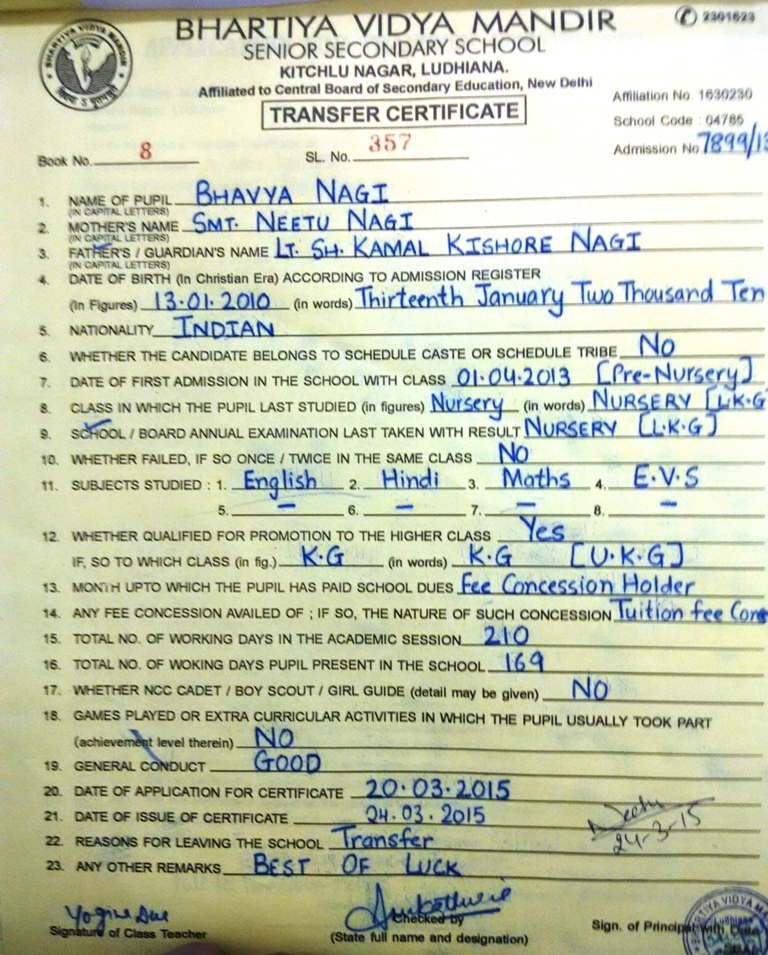 BHARTIYA VIDYA MANDIR
2301623
SENIOR SECONDARY SCHOOL
KITCHLU NAGAR, LUDHIANA.
Affiliated to Central Board of Secondary Education, New Delhi
TRANSFER CERTIFICATE
Affiliation No. 1630230
School Code : 04765
Admission No 7899/13
Book No. 8 SL. No. 357
1. NAME OF PUPIL BHAVYA NAGI
(IN CAPITAL LETTERS)
2. MOTHER'S NAME SMT. NEETU NAGI
(IN CAPITAL LETTERS)
3. FATHER'S / GUARDIAN'S NAME LT. SH. KAMAL KISHORE NAGI
(IN CAPITAL LETTERS)
4. DATE OF BIRTH (In Christian Era) ACCORDING TO ADMISSION REGISTER
(In Figures) 13.01.2010 (in words) Thirteenth January Two Thousand Ten
5. NATIONALITY INDIAN
6. WHETHER THE CANDIDATE BELONGS TO SCHEDULE CASTE OR SCHEDULE TRIBE No
7. DATE OF FIRST ADMISSION IN THE SCHOOL WITH CLASS 01.04.2013 [Pre-Nursery]
8. CLASS IN WHICH THE PUPIL LAST STUDIED (in figures) Nursery (in words) NURSERY [L.K.G
9. SCHOOL / BOARD ANNUAL EXAMINATION LAST TAKEN WITH RESULT NURSERY [L.K.G]
10. WHETHER FAILED, IF SO ONCE / TWICE IN THE SAME CLASS No
11. SUBJECTS STUDIED : 1. English 2. Hindi 3. Maths 4. E.V.S
5. – 6. – 7. – 8. –
12. WHETHER QUALIFIED FOR PROMOTION TO THE HIGHER CLASS Yes
IF, SO TO WHICH CLASS (in fig.) K.G (in words) K.G [U.K.G]
13. MONTH UPTO WHICH THE PUPIL HAS PAID SCHOOL DUES Fee Concession Holder
14. ANY FEE CONCESSION AVAILED OF ; IF SO, THE NATURE OF SUCH CONCESSION Tuition fee
15. TOTAL NO. OF WORKING DAYS IN THE ACADEMIC SESSION 210
16. TOTAL NO. OF WOKING DAYS PUPIL PRESENT IN THE SCHOOL 169
17. WHETHER NCC CADET / BOY SCOUT / GIRL GUIDE (detail may be given) NO
18. GAMES PLAYED OR EXTRA CURRICULAR ACTIVITIES IN WHICH THE PUPIL USUALLY TOOK PART
(achievement level therein) NO
19. GENERAL CONDUCT GOOD
20. DATE OF APPLICATION FOR CERTIFICATE 20.03.2015
21. DATE OF ISSUE OF CERTIFICATE 24.03.2015
22. REASONS FOR LEAVING THE SCHOOL Transfer
24-3-15
23. ANY OTHER REMARKS BEST OF LUCK
Signature of Class Teacher
Checked by
(State full name and designation)
Sign. of Principal with Date